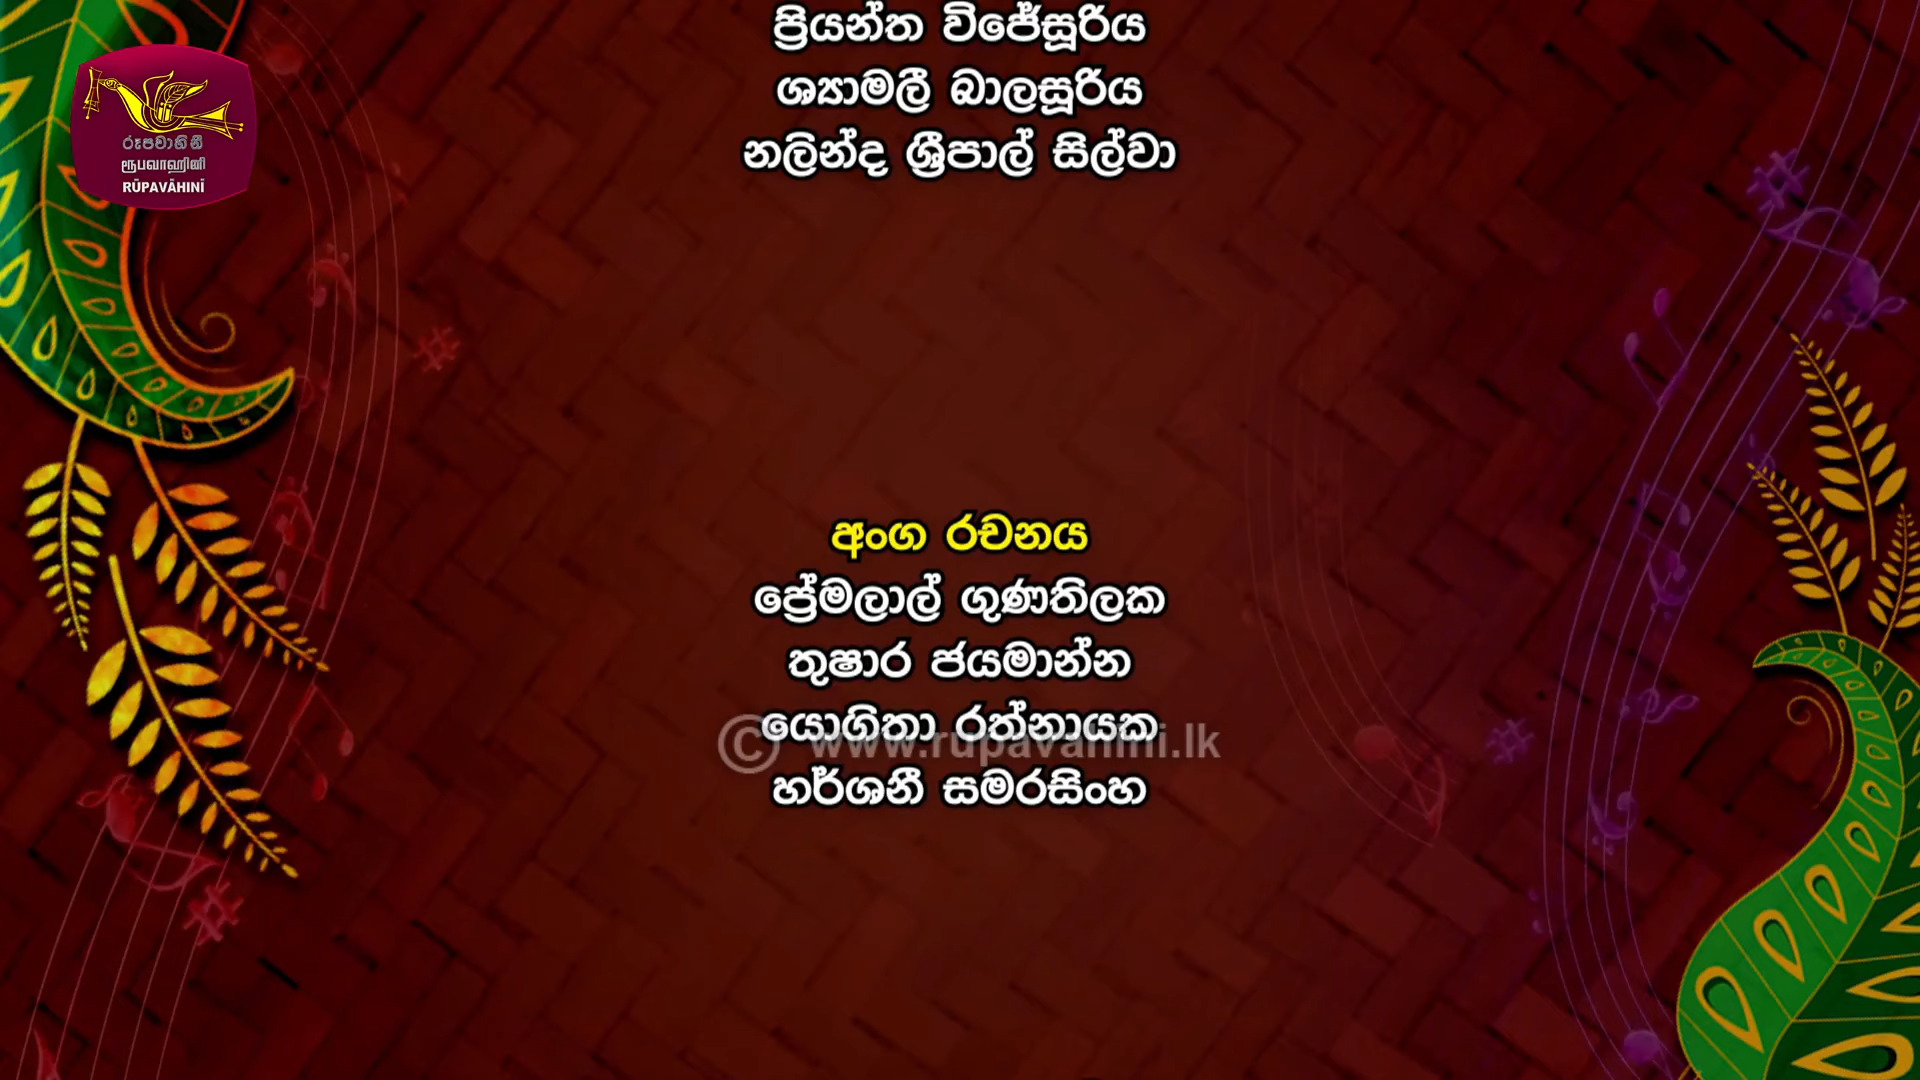 ප්‍රියන්ත විජේසූරිය
ශ්‍යාමලී බාලසූරිය
නලින්ද ශ්‍රීපාල් සිල්වා
රූපවාහිනී
ரூபவாஹினி
RŪPAVĀHINĪ
අංග රචනය
ප්‍රේමලාල් ගුණතිලක
තුෂාර ජයමාන්න
යොගිතා රත්නායක
© www.rupavahini.lk
හර්ශනී සමරසිංහ